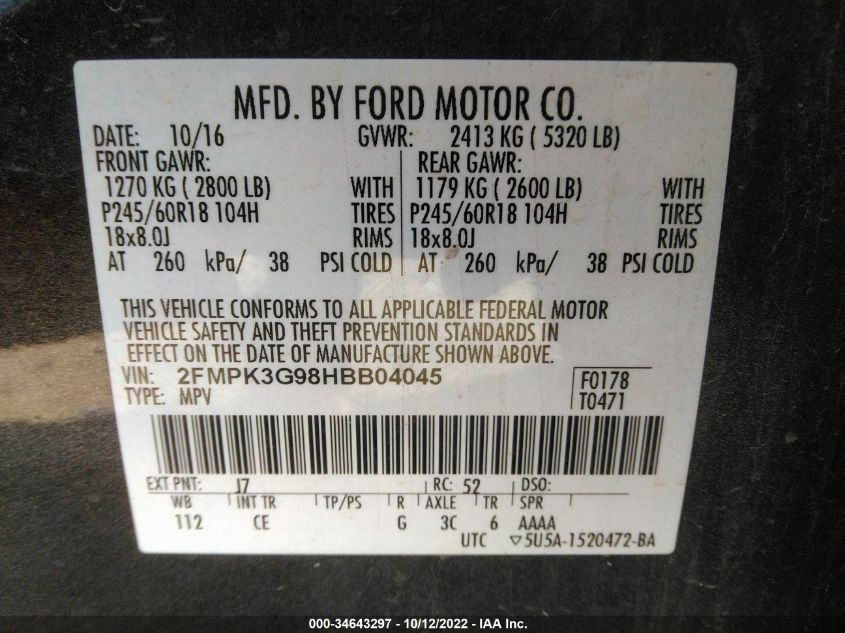 MFD. BY FORD MOTOR CO.
DATE: 10/16 GVWR: 2413 KG ( 5320 LB)
FRONT GAWR: REAR GAWR:
1270 KG ( 2800 LB) WITH 1179 KG ( 2600 LB) WITH
P245/60R18 104H TIRES P245/60R18 104H TIRES
18x8.0J RIMS 18x8.0J RIMS
AT 260 kPa/ 38 PSI COLD AT 260 kPa/ 38 PSI COLD
THIS VEHICLE CONFORMS TO ALL APPLICABLE FEDERAL MOTOR
VEHICLE SAFETY AND THEFT PREVENTION STANDARDS IN
EFFECT ON THE DATE OF MANUFACTURE SHOWN ABOVE.
VIN: 2FMPK3G98HBB04045 F0178
TYPE: MPV T0471
EXT PNT: J7 RC: 52 DSO:
WB INT TR TP/PS R AXLE TR SPR
112 CE G 3C 6 AAAA
UTC ▽5U5A-1520472-BA
000-34643297 - 10/12/2022 - IAA Inc.